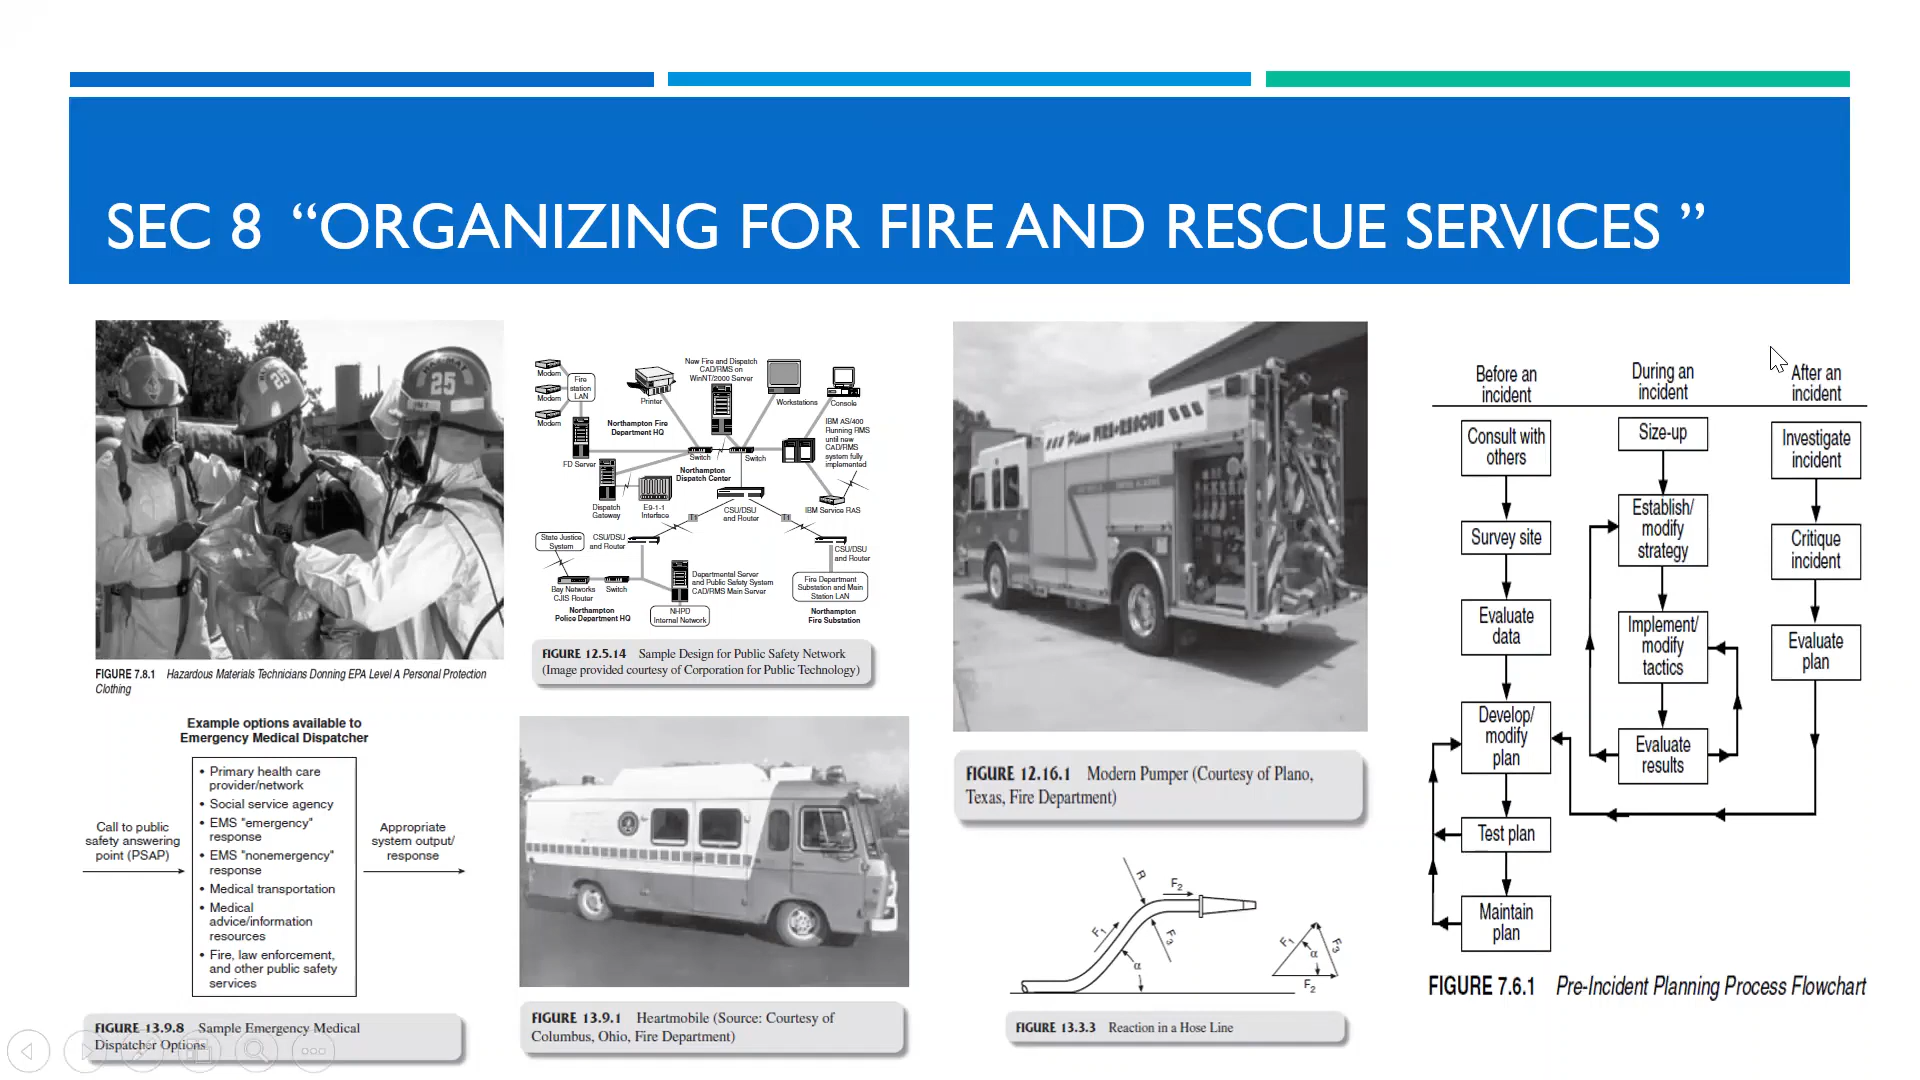 SEC 8 “ORGANIZING FOR FIRE AND RESCUE SERVICES ”
25
25
FIGURE 7.8.1 Hazardous Materials Technicians Donning EPA Level A Personal Protection
Clothing
Modem
Modem
Modem
Fire
station
LAN
FD Server
Printer
New Fire and Dispatch
CAD/RMS on
WinNT/2000 Server
Workstations
Console
Northampton Fire
Department HQ
IBM AS/400
Running RMS
until new
CAD/RMS
system fully
implemented
Switch
Switch
Northampton
Dispatch Center
Dispatch
Gateway
E9-1-1
Interface
CSU/DSU
and Router
IBM Service RAS
T1
T1
State Justice
System
CSU/DSU
and Router
CSU/DSU
and Router
Bay Networks
CJIS Router
Switch
Departmental Server
and Public Safety System
CAD/RMS Main Server
Fire Department
Substation and Main
Station LAN
Northampton
Police Department HQ
NHPD
Internal Network
Northampton
Fire Substation
FIGURE 12.5.14 Sample Design for Public Safety Network
(Image provided courtesy of Corporation for Public Technology)
Plano FIRE★RESCUE
FIGURE 12.16.1 Modern Pumper (Courtesy of Plano,
Texas, Fire Department)
Before an
incident
During an
incident
After an
incident
Consult with
others
Survey site
Evaluate
data
Develop/
modify
plan
Test plan
Maintain
plan
Size-up
Establish/
modify
strategy
Implement/
modify
tactics
Evaluate
results
Investigate
incident
Critique
incident
Evaluate
plan
FIGURE 7.6.1 Pre-Incident Planning Process Flowchart
Example options available to
Emergency Medical Dispatcher
Call to public
safety answering
point (PSAP)
• Primary health care
provider/network
• Social service agency
• EMS "emergency"
response
• EMS "nonemergency"
response
• Medical transportation
• Medical
advice/information
resources
• Fire, law enforcement,
and other public safety
services
Appropriate
system output/
response
FIGURE 13.9.8 Sample Emergency Medical
Dispatcher Options
FIGURE 13.9.1 Heartmobile (Source: Courtesy of
Columbus, Ohio, Fire Department)
R
F2
F1
F3
α
F1
α
F3
F2
FIGURE 13.3.3 Reaction in a Hose Line